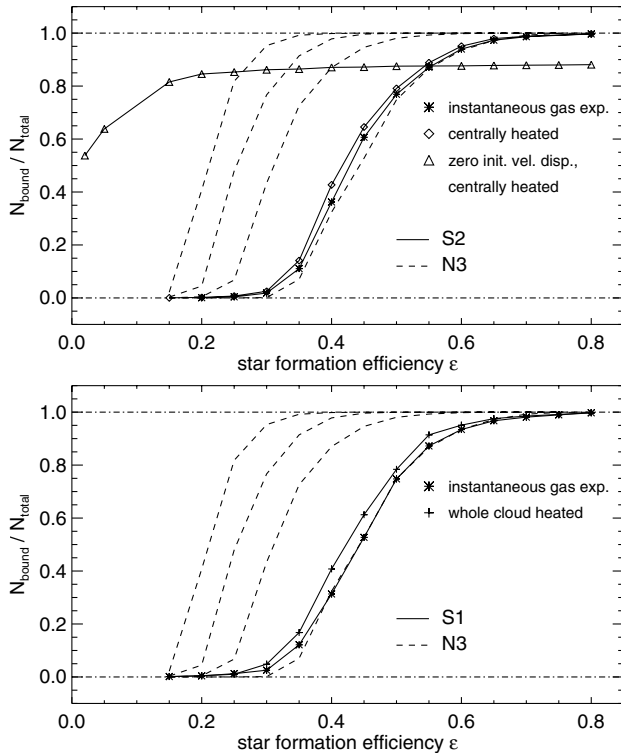 1.0
0.8
0.6
0.4
0.2
0.0
N_bound / N_total
instantaneous gas exp.
centrally heated
zero init. vel. disp.,
centrally heated
S2
N3
0.0 0.2 0.4 0.6 0.8
star formation efficiency ε
1.0
0.8
0.6
0.4
0.2
0.0
N_bound / N_total
instantaneous gas exp.
whole cloud heated
S1
N3
0.0 0.2 0.4 0.6 0.8
star formation efficiency ε